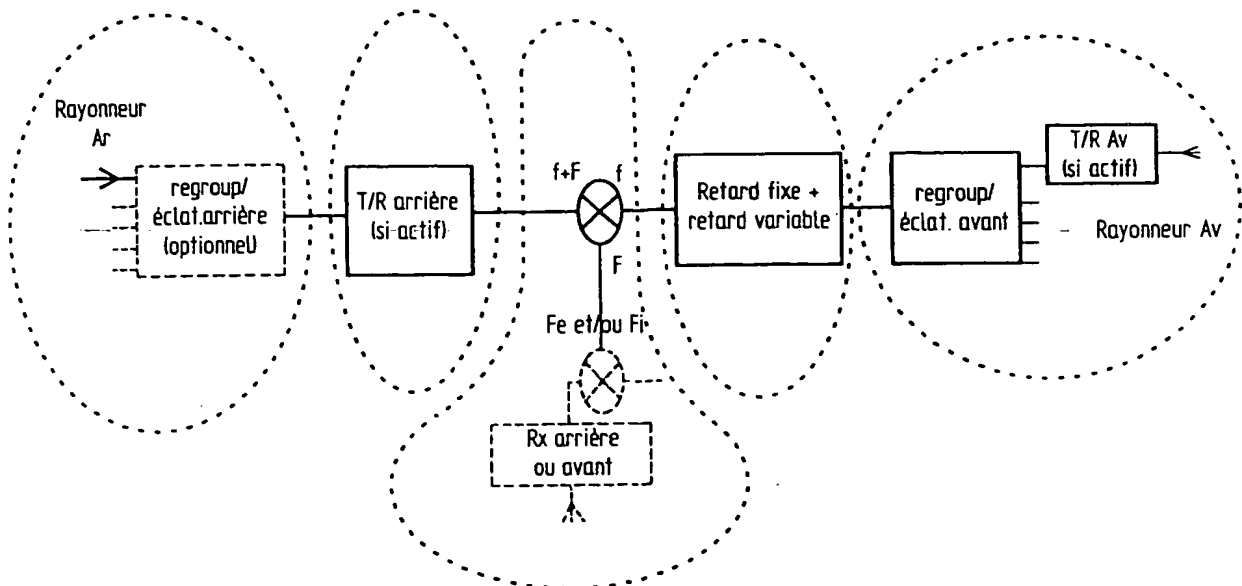 Rayonneur
Ar
regroup/
éclat.arrière
(optionnel)
T/R arrière
(si actif)
f+F
f
F
Fe et/ou Fi
Rx arrière
ou avant
Retard fixe +
retard variable
regroup/
éclat. avant
T/R Av
(si actif)
Rayonneur Av